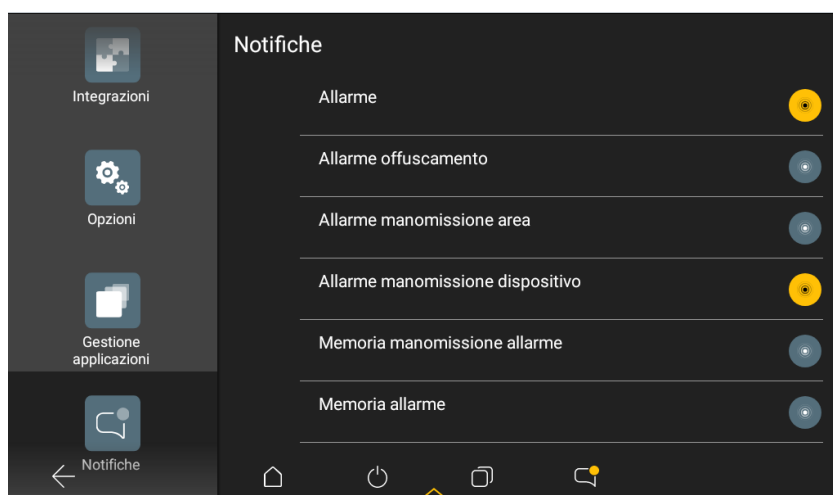 Notifiche
Integrazioni
Opzioni
Gestione
applicazioni
Notifiche
Allarme
Allarme offuscamento
Allarme manomissione area
Allarme manomissione dispositivo
Memoria manomissione allarme
Memoria allarme